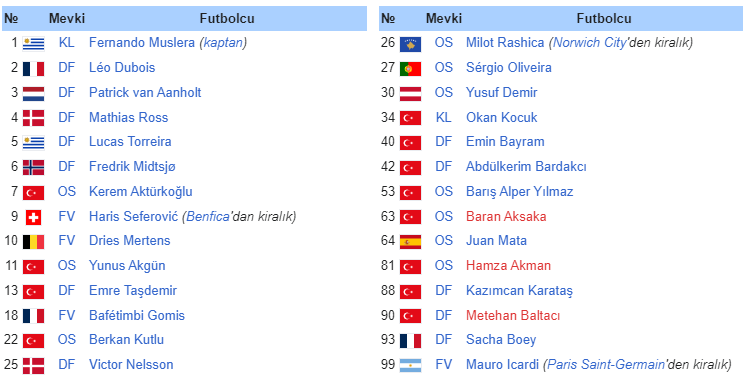 № Mevki Futbolcu
1 KL Fernando Muslera (kaptan)
2 DF Léo Dubois
3 DF Patrick van Aanholt
4 DF Mathias Ross
5 DF Lucas Torreira
6 DF Fredrik Midtsjø
7 OS Kerem Aktürkoğlu
9 FV Haris Seferović (Benfica'dan kiralık)
10 FV Dries Mertens
11 OS Yunus Akgün
13 DF Emre Taşdemir
18 FV Bafétimbi Gomis
22 OS Berkan Kutlu
25 DF Victor Nelsson
№ Mevki Futbolcu
26 OS Milot Rashica (Norwich City'den kiralık)
27 OS Sérgio Oliveira
30 OS Yusuf Demir
34 KL Okan Kocuk
40 DF Emin Bayram
42 DF Abdülkerim Bardakcı
53 OS Barış Alper Yılmaz
63 OS Baran Aksaka
64 OS Juan Mata
81 OS Hamza Akman
88 DF Kazımcan Karataş
90 DF Metehan Baltacı
93 DF Sacha Boey
99 FV Mauro Icardi (Paris Saint-Germain'den kiralık)